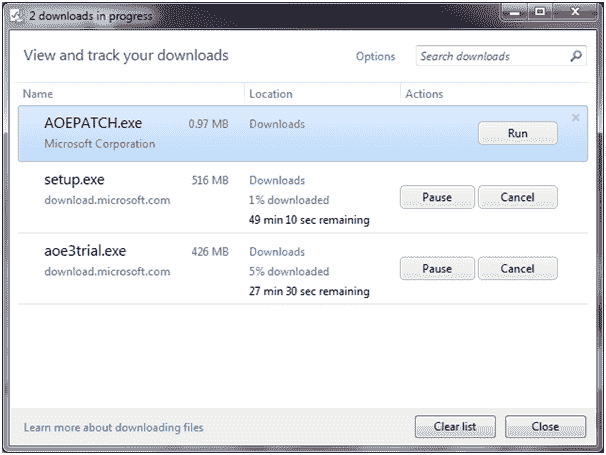 2 downloads in progress
View and track your downloads Options Search downloads
Name Location Actions
AOEPATCH.exe 0.97 MB Downloads Run
Microsoft Corporation
setup.exe 516 MB Downloads
download.microsoft.com 1% downloaded Pause Cancel
49 min 10 sec remaining
aoe3trial.exe 426 MB Downloads
download.microsoft.com 5% downloaded Pause Cancel
27 min 30 sec remaining
Learn more about downloading files Clear list Close